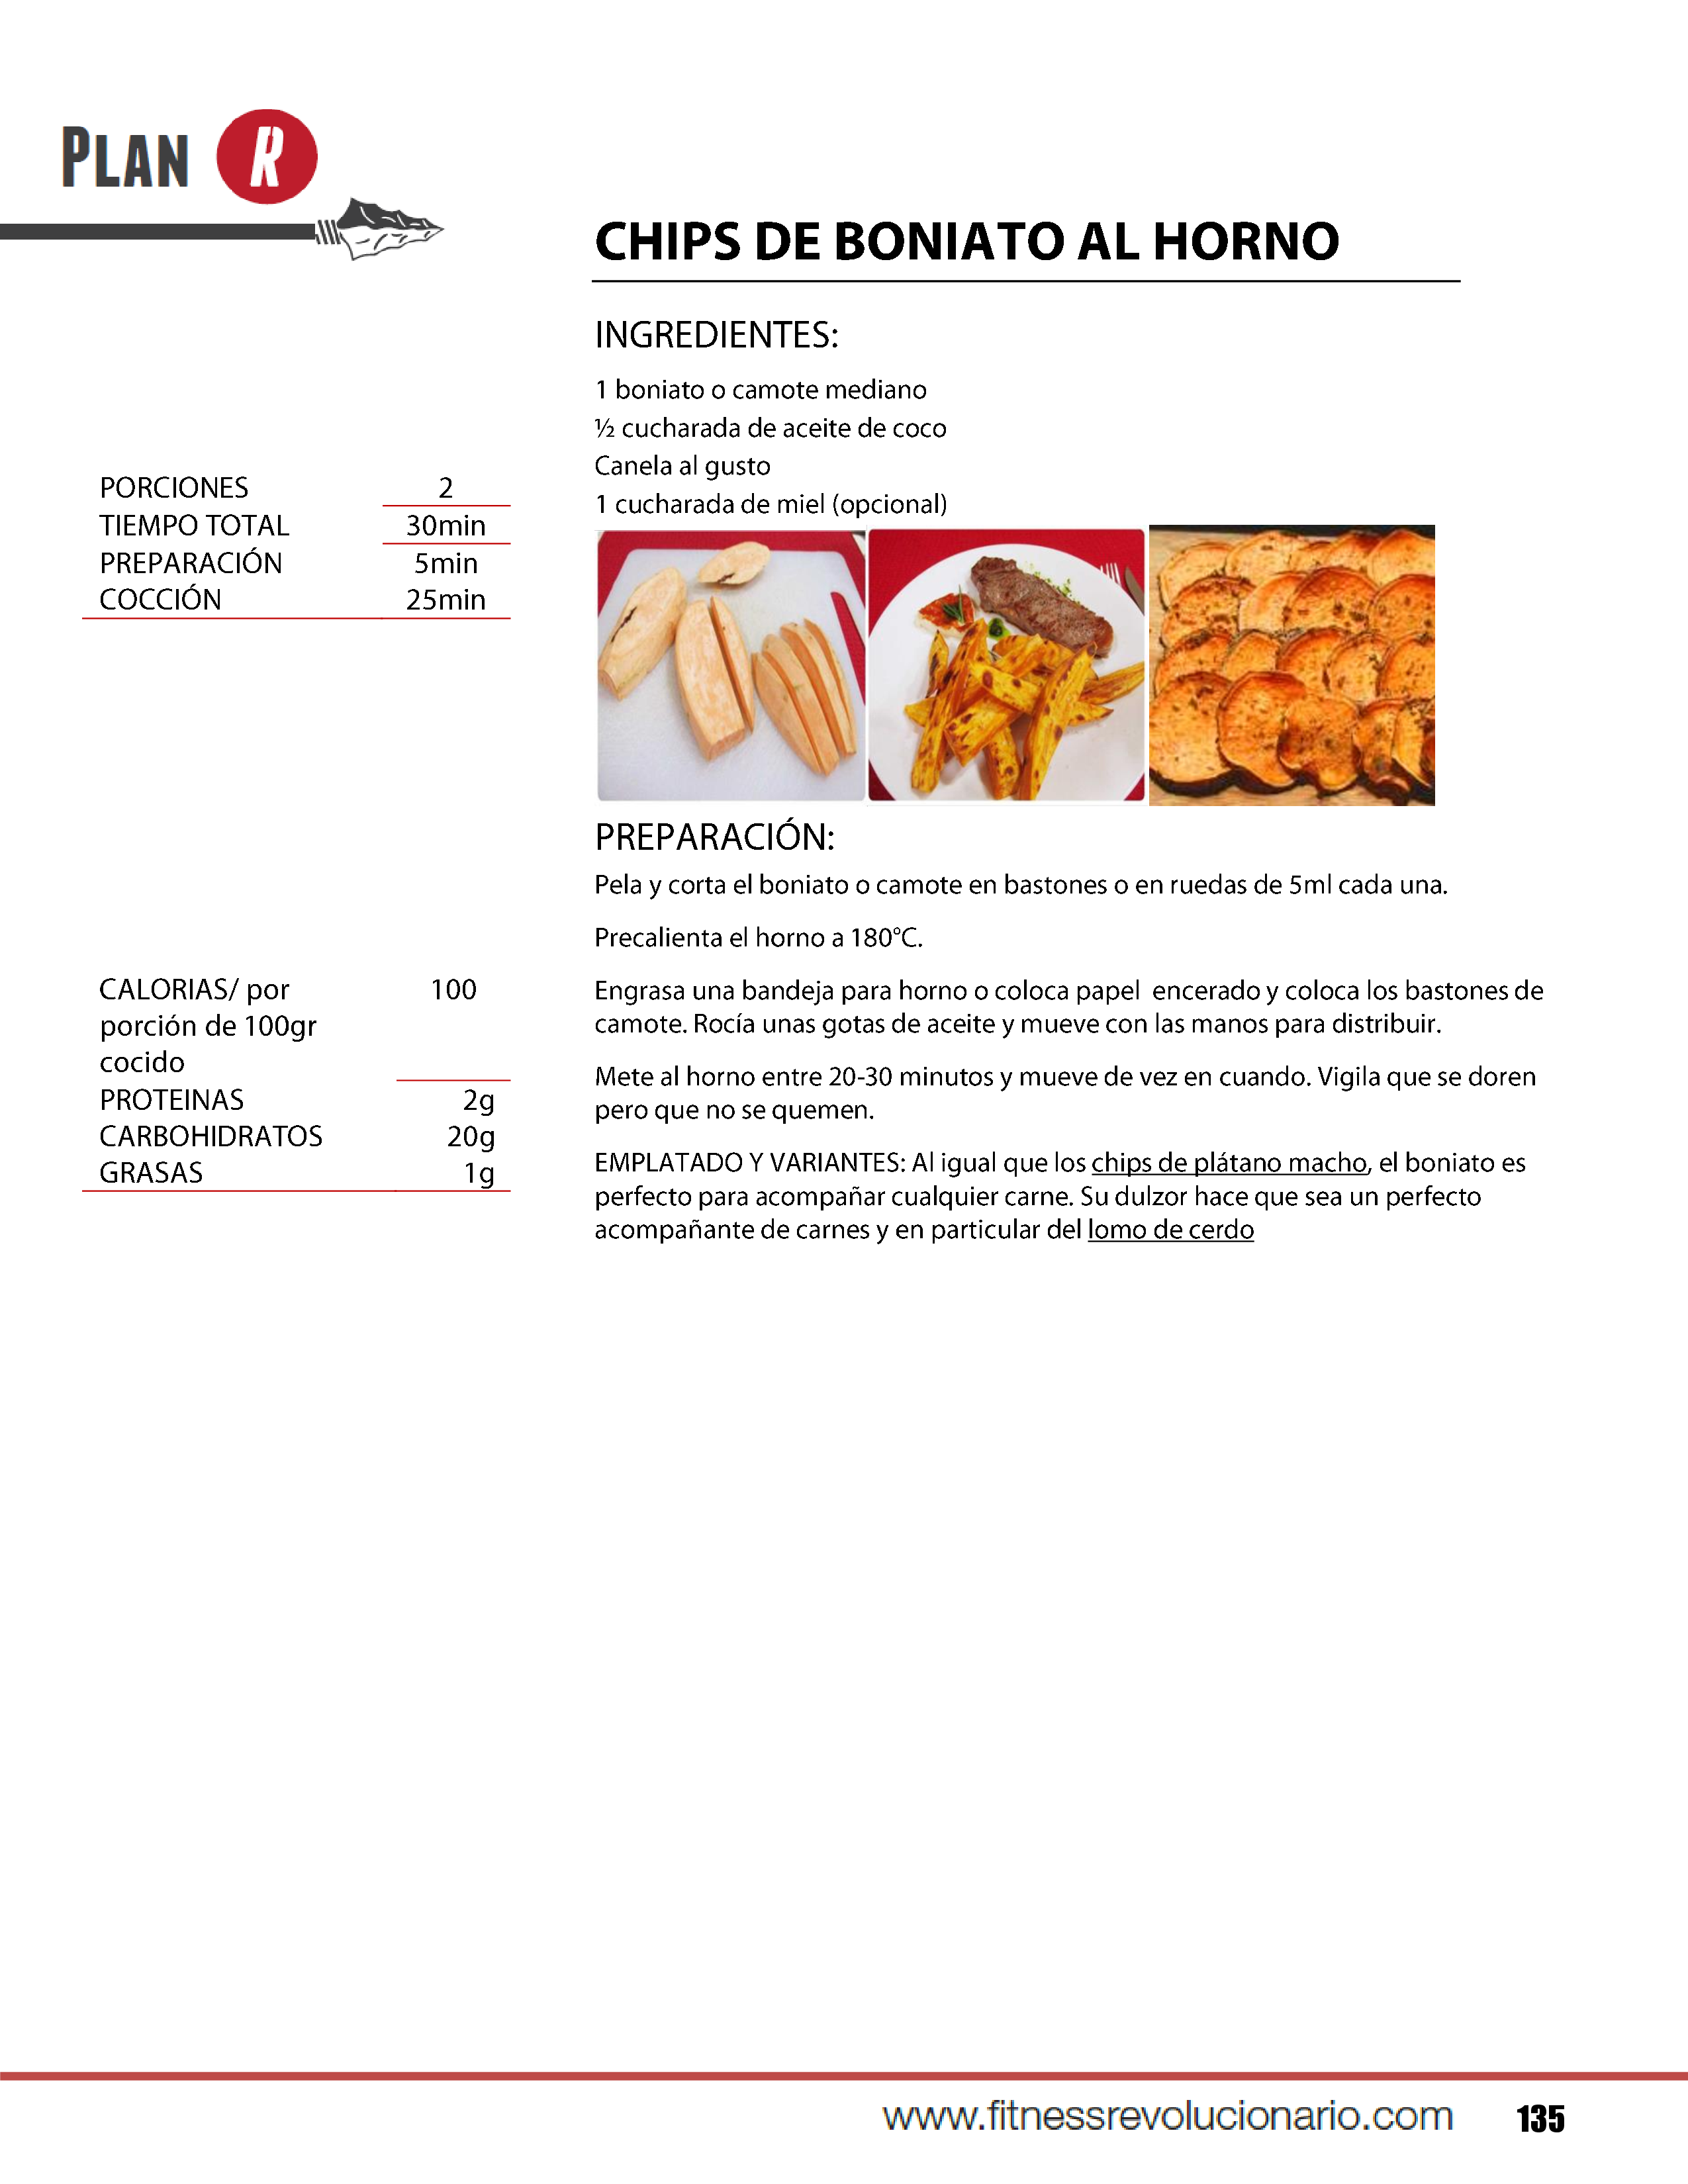 PLAN R
CHIPS DE BONIATO AL HORNO
INGREDIENTES:
1 boniato o camote mediano
½ cucharada de aceite de coco
Canela al gusto
1 cucharada de miel (opcional)
PORCIONES 2
TIEMPO TOTAL 30min
PREPARACIÓN 5min
COCCIÓN 25min
PREPARACIÓN:
Pela y corta el boniato o camote en bastones o en ruedas de 5ml cada una.
Precalienta el horno a 180°C.
Engrasa una bandeja para horno o coloca papel  encerado y coloca los bastones de
camote. Rocía unas gotas de aceite y mueve con las manos para distribuir.
Mete al horno entre 20-30 minutos y mueve de vez en cuando. Vigila que se doren
pero que no se quemen.
EMPLATADO Y VARIANTES: Al igual que los chips de plátano macho, el boniato es
perfecto para acompañar cualquier carne. Su dulzor hace que sea un perfecto
acompañante de carnes y en particular del lomo de cerdo
CALORIAS/ por 100
porción de 100gr
cocido
PROTEINAS 2g
CARBOHIDRATOS 20g
GRASAS 1g
www.fitnessrevolucionario.com 135